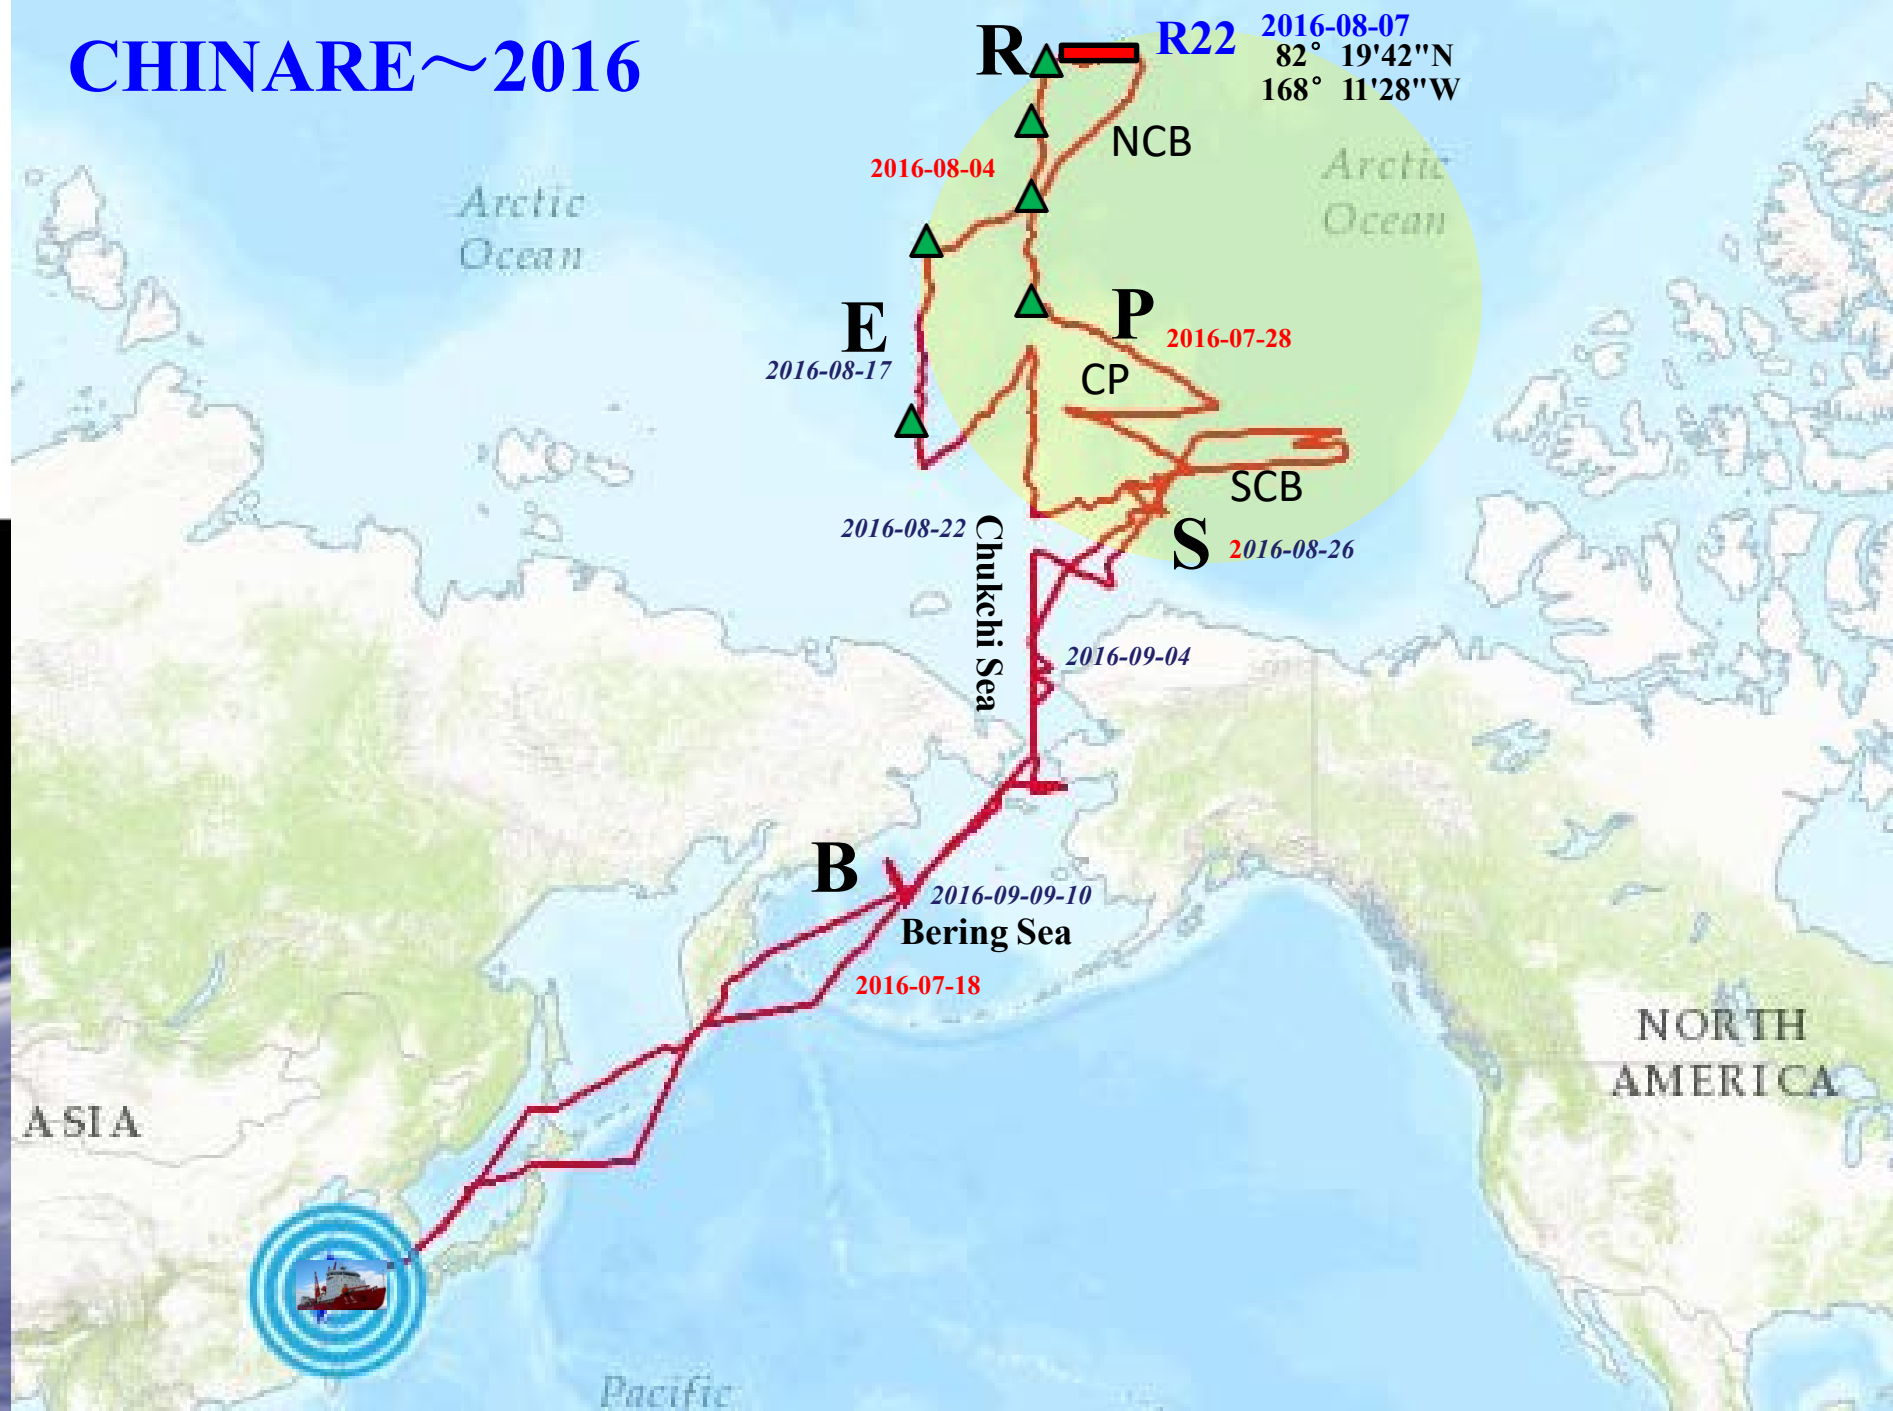 CHINARE～2016
R
R22
2016-08-07
82° 19'42"N
168° 11'28"W
NCB
2016-08-04
Arctic
Ocean
Arctic
Ocean
E
2016-08-17
P
2016-07-28
CP
SCB
2016-08-22
Chukchi Sea
S
2016-08-26
2016-09-04
B
2016-09-09-10
Bering Sea
2016-07-18
NORTH
AMERICA
ASIA
Pacific